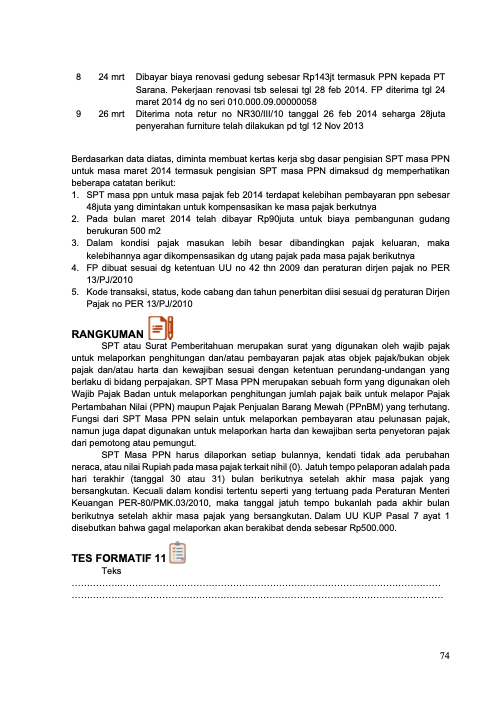 8 24 mrt Dibayar biaya renovasi gedung sebesar Rp143jt termasuk PPN kepada PT
Sarana. Pekerjaan renovasi tsb selesai tgl 28 feb 2014. FP diterima tgl 24
maret 2014 dg no seri 010.000.09.00000058
9 26 mrt Diterima nota retur no NR30/III/10 tanggal 26 feb 2014 seharga 28juta
penyerahan furniture telah dilakukan pd tgl 12 Nov 2013
Berdasarkan data diatas, diminta membuat kertas kerja sbg dasar pengisian SPT masa PPN
untuk masa maret 2014 termasuk pengisian SPT masa PPN dimaksud dg memperhatikan
beberapa catatan berikut:
1. SPT masa ppn untuk masa pajak feb 2014 terdapat kelebihan pembayaran ppn sebesar
48juta yang dimintakan untuk kompensasikan ke masa pajak berkutnya
2. Pada bulan maret 2014 telah dibayar Rp90juta untuk biaya pembangunan gudang
berukuran 500 m2
3. Dalam kondisi pajak masukan lebih besar dibandingkan pajak keluaran, maka
kelebihannya agar dikompensasikan dg utang pajak pada masa pajak berikutnya
4. FP dibuat sesuai dg ketentuan UU no 42 thn 2009 dan peraturan dirjen pajak no PER
13/PJ/2010
5. Kode transaksi, status, kode cabang dan tahun penerbitan diisi sesuai dg peraturan Dirjen
Pajak no PER 13/PJ/2010
RANGKUMAN
SPT atau Surat Pemberitahuan merupakan surat yang digunakan oleh wajib pajak
untuk melaporkan penghitungan dan/atau pembayaran pajak atas objek pajak/bukan objek
pajak dan/atau harta dan kewajiban sesuai dengan ketentuan perundang-undangan yang
berlaku di bidang perpajakan. SPT Masa PPN merupakan sebuah form yang digunakan oleh
Wajib Pajak Badan untuk melaporkan penghitungan jumlah pajak baik untuk melapor Pajak
Pertambahan Nilai (PPN) maupun Pajak Penjualan Barang Mewah (PPnBM) yang terhutang.
Fungsi dari SPT Masa PPN selain untuk melaporkan pembayaran atau pelunasan pajak,
namun juga dapat digunakan untuk melaporkan harta dan kewajiban serta penyetoran pajak
dari pemotong atau pemungut.
SPT Masa PPN harus dilaporkan setiap bulannya, kendati tidak ada perubahan
neraca, atau nilai Rupiah pada masa pajak terkait nihil (0). Jatuh tempo pelaporan adalah pada
hari terakhir (tanggal 30 atau 31) bulan berikutnya setelah akhir masa pajak yang
bersangkutan. Kecuali dalam kondisi tertentu seperti yang tertuang pada Peraturan Menteri
Keuangan PER-80/PMK.03/2010, maka tanggal jatuh tempo bukanlah pada akhir bulan
berikutnya setelah akhir masa pajak yang bersangkutan. Dalam UU KUP Pasal 7 ayat 1
disebutkan bahwa gagal melaporkan akan berakibat denda sebesar Rp500.000.
TES FORMATIF 11
Teks
……………………………………………………………………………………………………………
……………………………………………………………………………………………………………
74